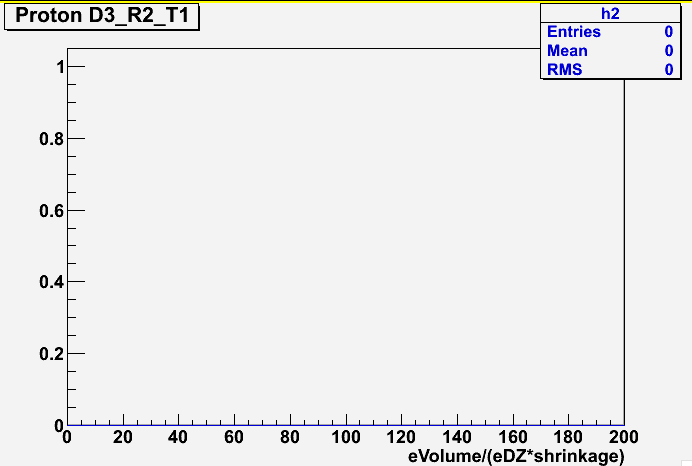 Proton D3_R2_T1
h2
Entries 0
Mean 0
RMS 0
1
0.8
0.6
0.4
0.2
0
0 20 40 60 80 100 120 140 160 180 200
eVolume/(eDZ*shrinkage)